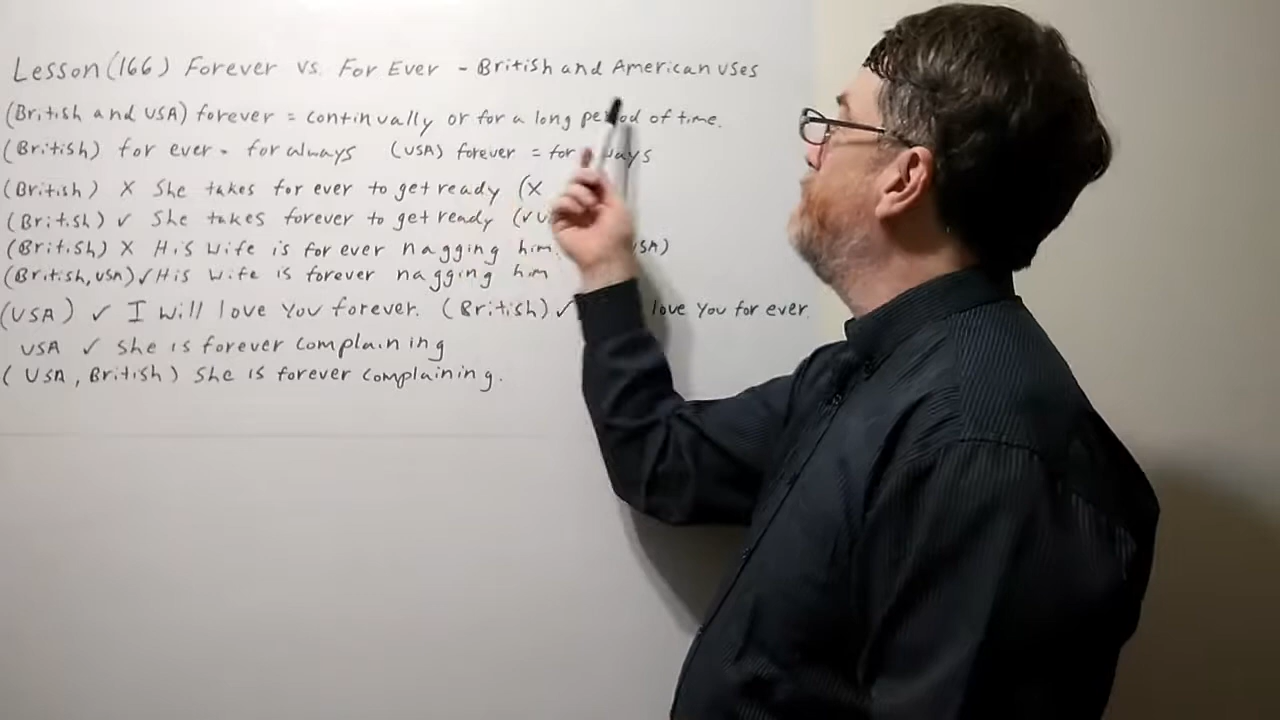 Lesson (166) Forever vs. For Ever - British and American uses
(British and USA) forever = continually or for a long period of time.
(British) for ever = for always (USA) forever = for always
(British) X She takes for ever to get ready (X
(British) ✓ She takes forever to get ready (✓ U
(British) X His wife is for ever nagging him. SA)
(British, USA) ✓ His wife is forever nagging him
(USA) ✓ I will love you forever. (British) ✓ love you for ever.
USA ✓ she is forever complaining
(USA, British) She is forever complaining.